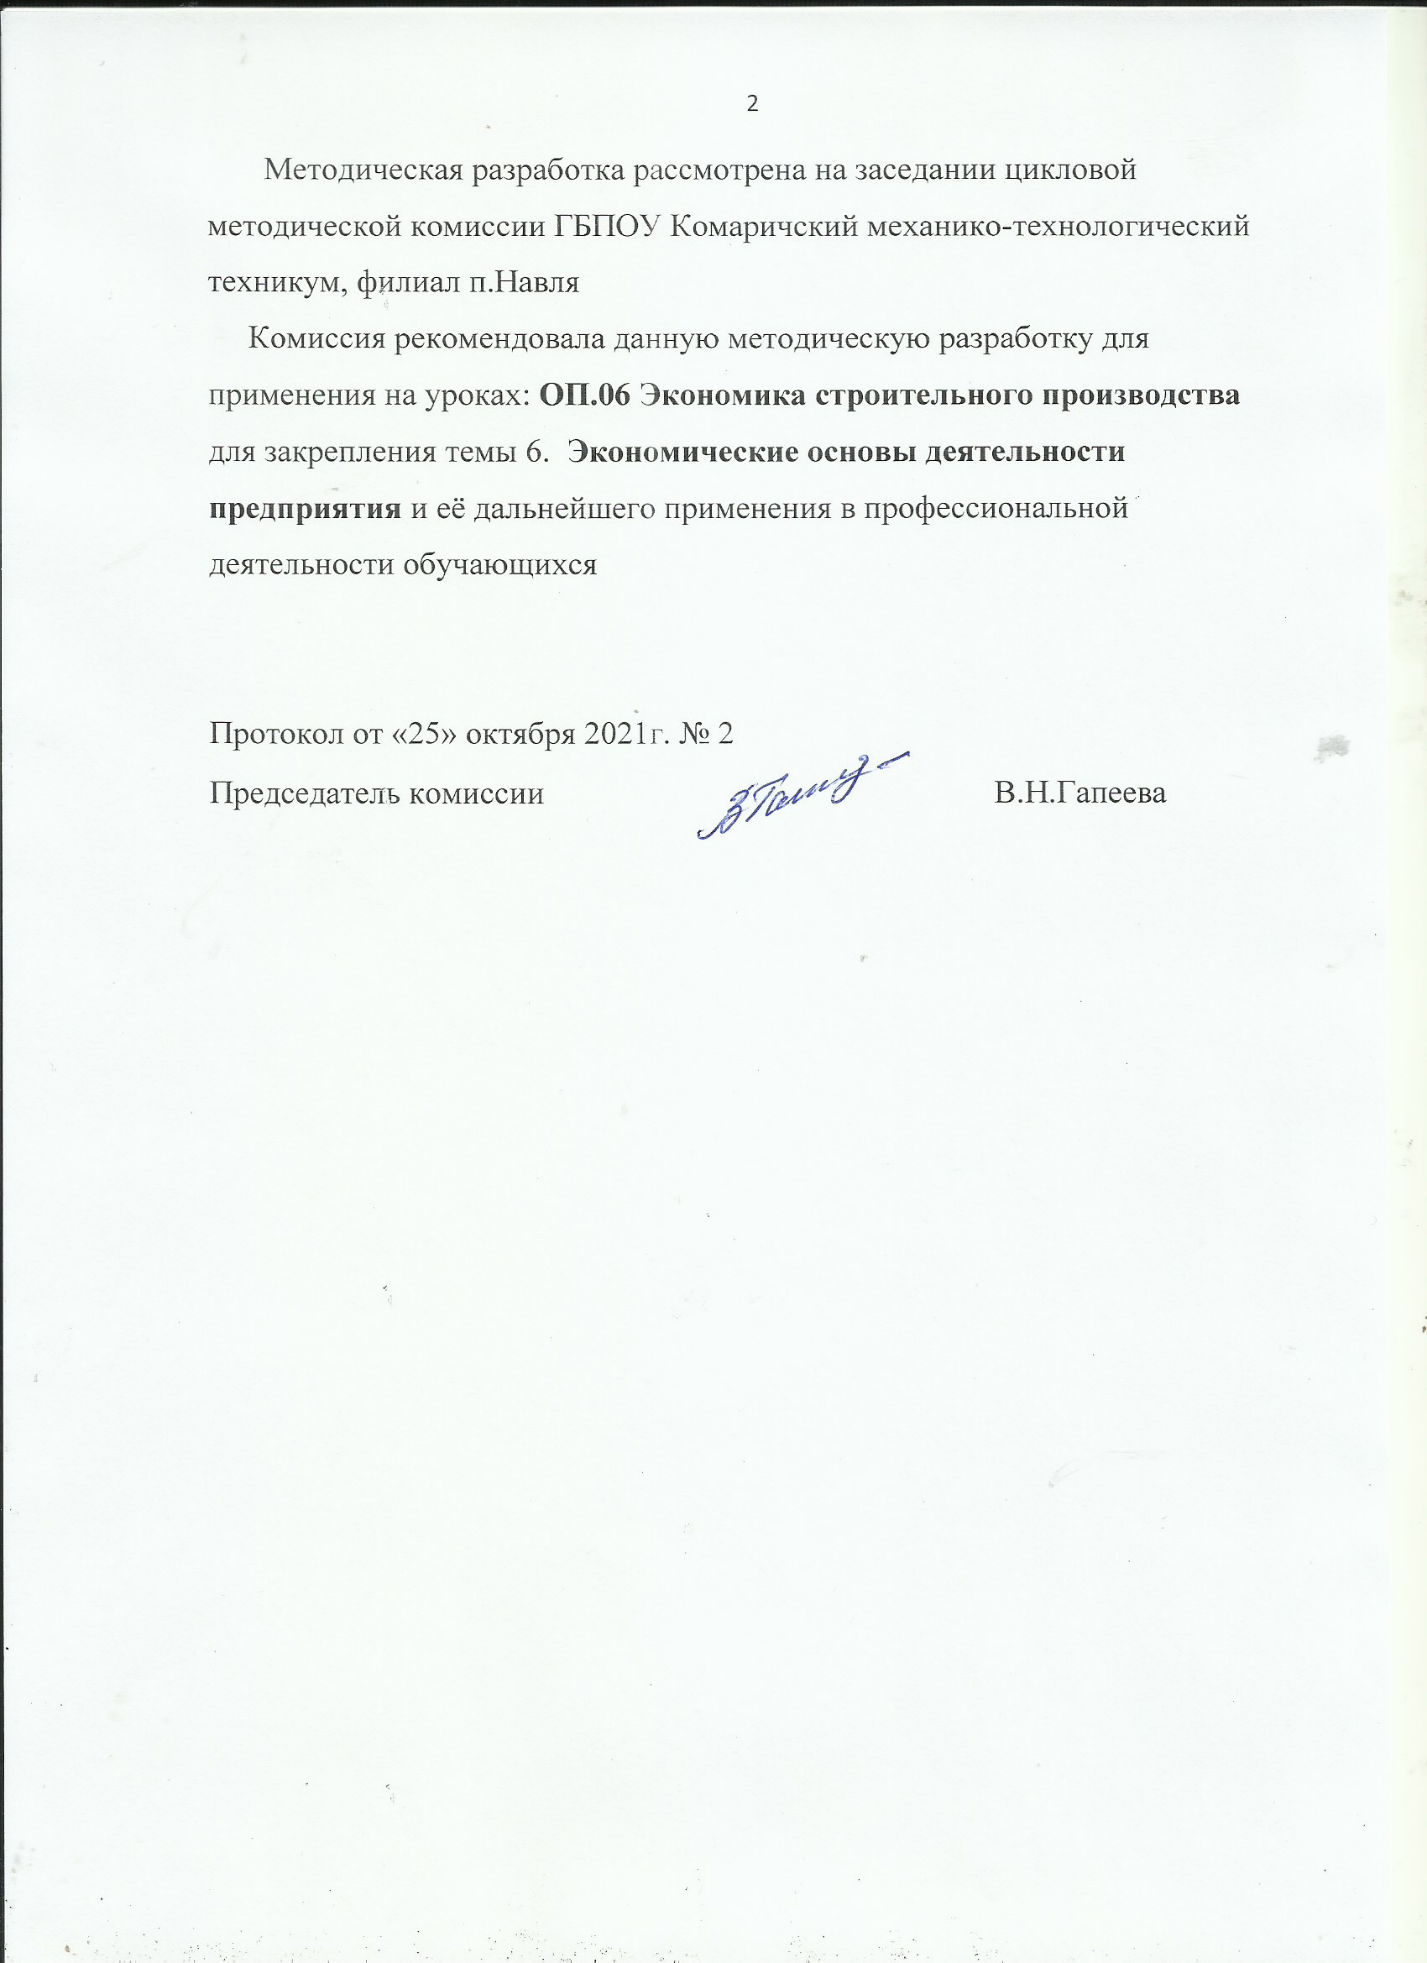 2
Методическая разработка рассмотрена на заседании цикловой
методической комиссии ГБПОУ Комаричский механико-технологический
техникум, филиал п.Навля
Комиссия рекомендовала данную методическую разработку для
применения на уроках: ОП.06 Экономика строительного производства
для закрепления темы 6.  Экономические основы деятельности
предприятия и её дальнейшего применения в профессиональной
деятельности обучающихся
Протокол от «25» октября 2021г. № 2
Председатель комиссии В.Н.Гапеева